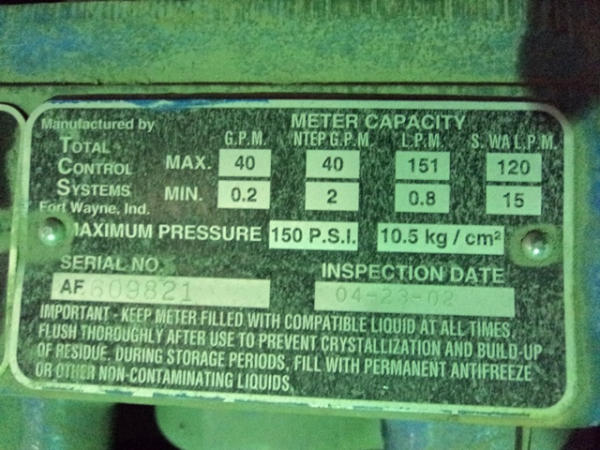 Manufactured by
TOTAL
CONTROL
SYSTEMS
Fort Wayne, Ind.
METER CAPACITY
G.P.M. NTEP G.P.M L.P.M. S. WA L.P.M.
MAX. 40 40 151 120
MIN. 0.2 2 0.8 15
MAXIMUM PRESSURE 150 P.S.I. 10.5 kg / cm²
SERIAL NO. INSPECTION DATE
AF 609821 04-23-02
IMPORTANT - KEEP METER FILLED WITH COMPATIBLE LIQUID AT ALL TIMES.
FLUSH THOROUGHLY AFTER USE TO PREVENT CRYSTALLIZATION AND BUILD-UP
OF RESIDUE. DURING STORAGE PERIODS, FILL WITH PERMANENT ANTIFREEZE
OR OTHER NON-CONTAMINATING LIQUIDS.